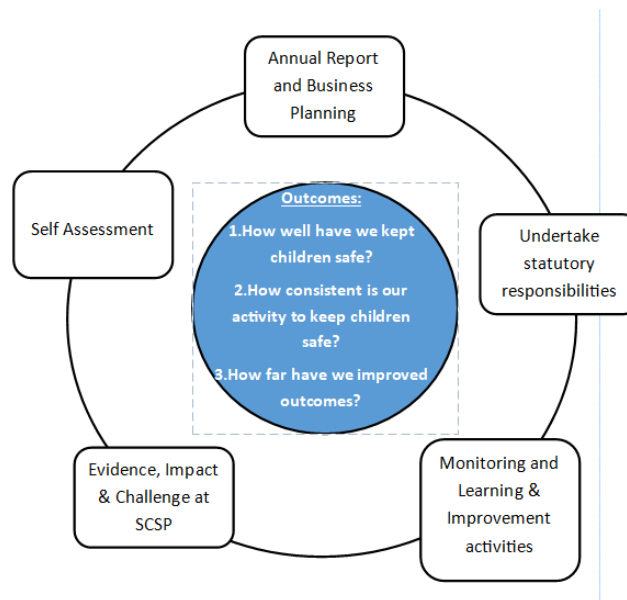 Annual Report
and Business
Planning
Self Assessment
Outcomes:
1.How well have we kept
children safe?
2.How consistent is our
activity to keep children
safe?
3.How far have we improved
outcomes?
Undertake
statutory
responsibilities
Evidence, Impact
& Challenge at
SCSP
Monitoring and
Learning &
Improvement
activities